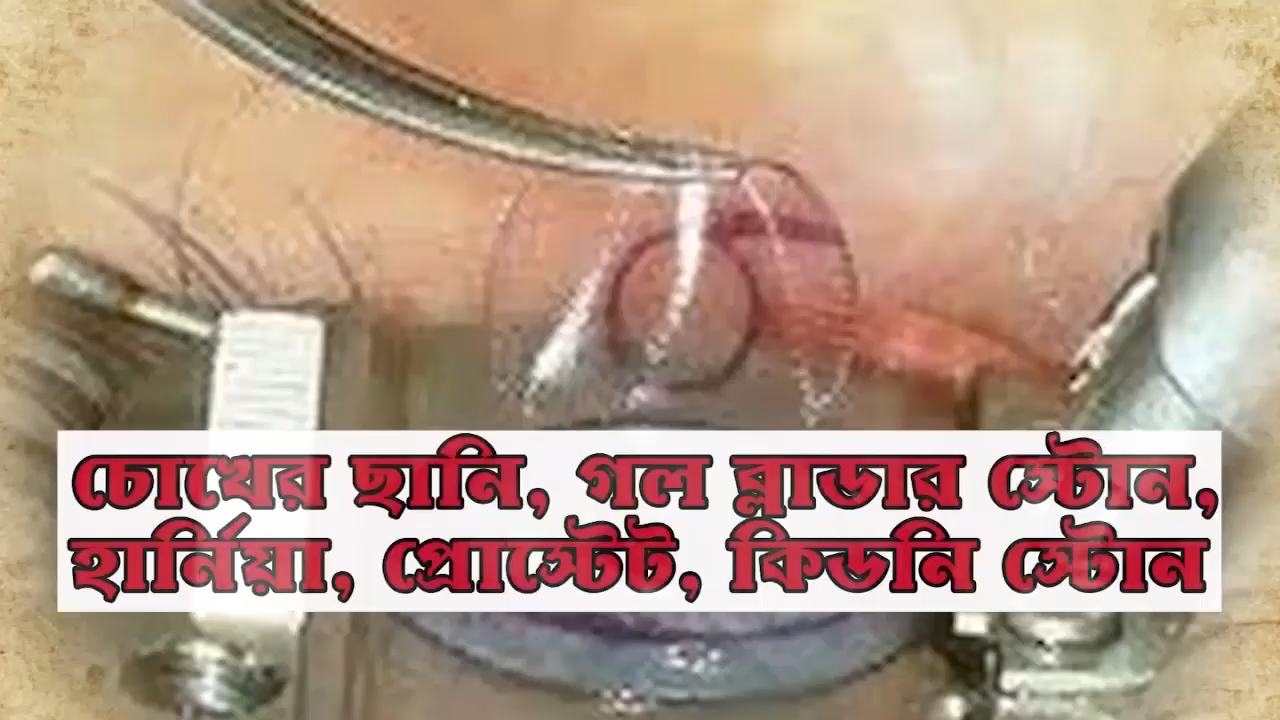 চোখের ছানি, গল ব্লাডার স্টোন,
হার্নিয়া, প্রোস্টেট, কিডনি স্টোন